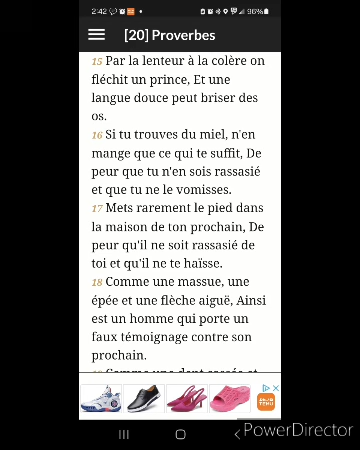 2:42
96%
[20] Proverbs
15 Par la lenteur à la colère on
fléchit un prince, Et une
langue douce peut briser des
os.
16 Si tu trouves du miel, n'en
mange que ce qui te suffit, De
peur que tu n'en sois rassasié
et que tu ne le vomisses.
17 Mets rarement le pied dans
la maison de ton prochain, De
peur qu'il ne soit rassasié de
toi et qu'il ne te haïsse.
18 Comme une massue, une
épée et une flèche aiguë, Ainsi
est un homme qui porte un
faux témoignage contre son
prochain.
PowerDirector